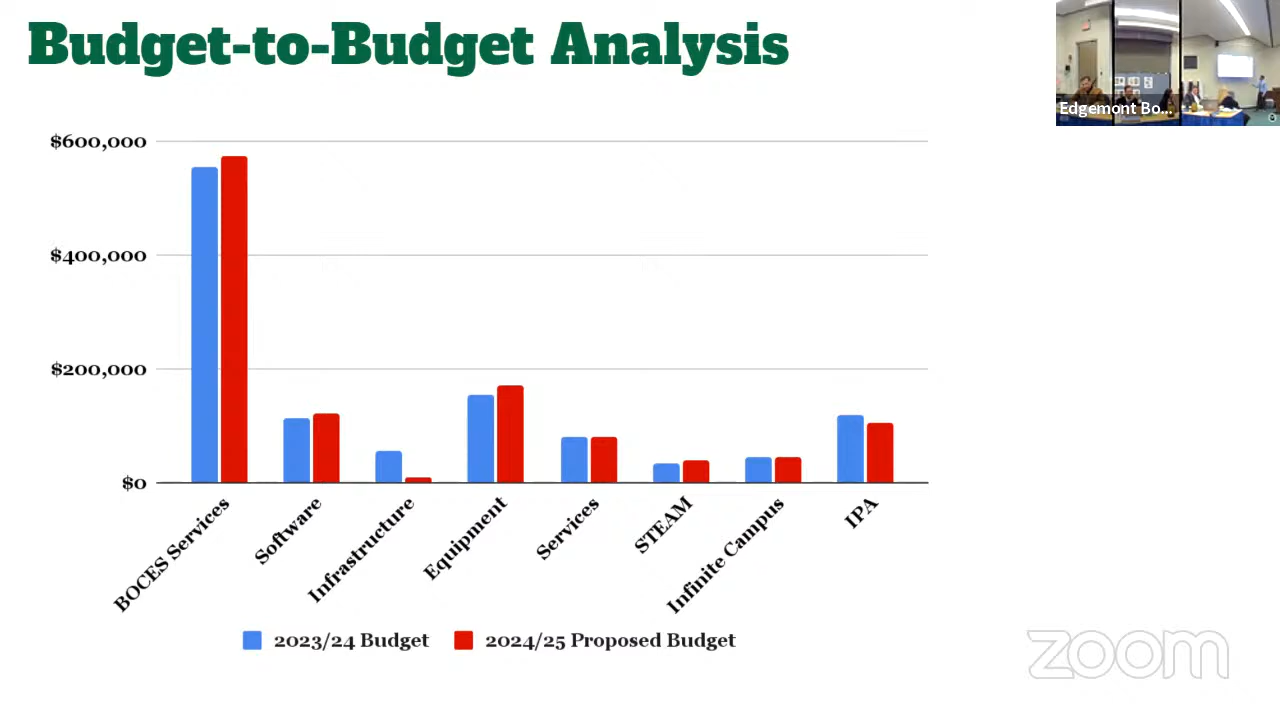 Budget-to-Budget Analysis
Edgemont Bo...
$600,000
$400,000
$200,000
$0
BOCES Services
Software
Infrastructure
Equipment
Services
STEAM
Infinite Campus
IPA
2023/24 Budget
2024/25 Proposed Budget
zoom